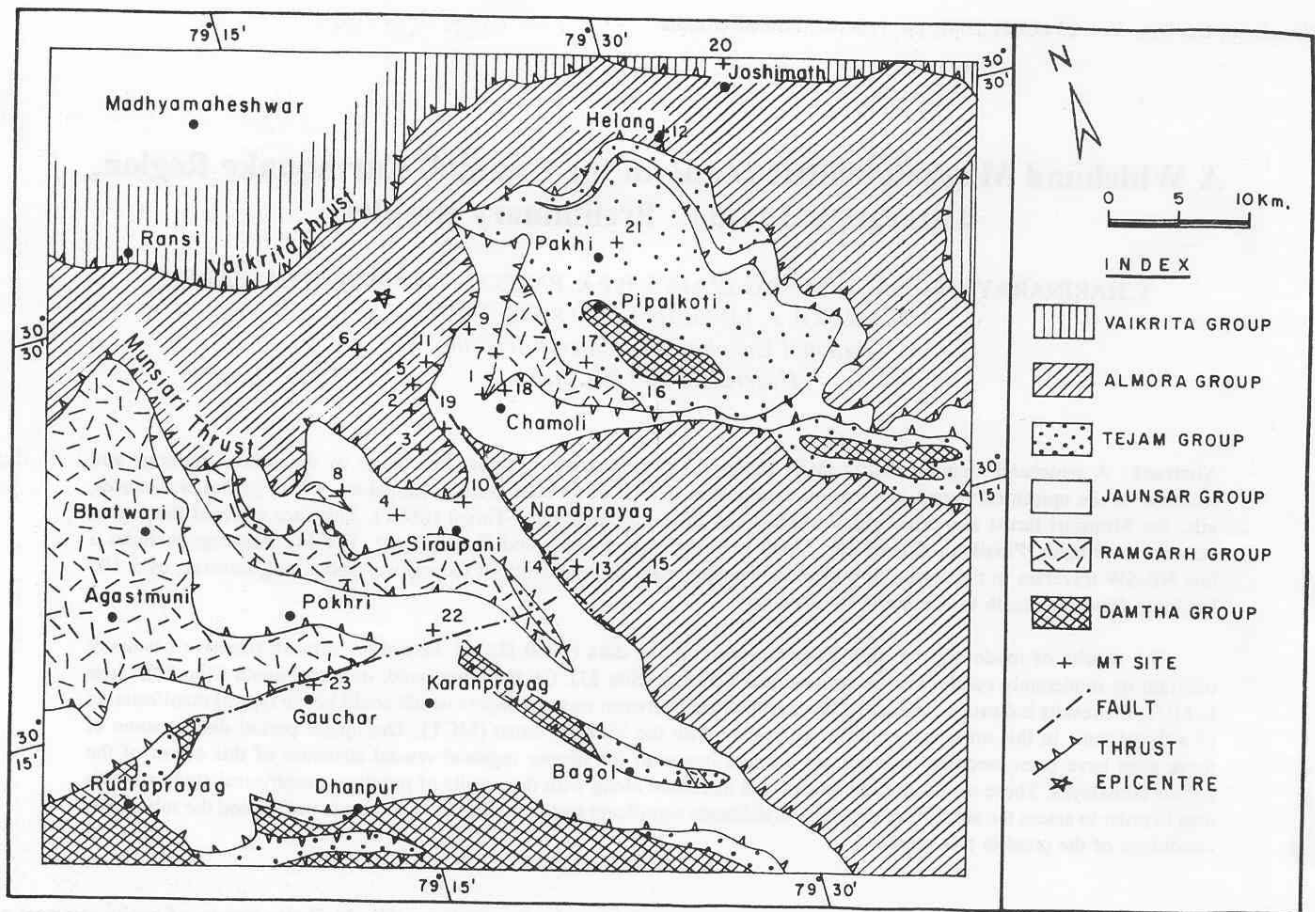 79° 15'
79° 30'
20
30°
30'
Joshimath
Madhyamaheshwar
Helang
12
Vaikrita Thrust
Ransi
Pakhi
21
Pipalkoti
30°
30'
6
9
11
7
17
5
1
18
16
2
19
Chamoli
Munsiari Thrust
3
30°
15'
8
10
4
Nandprayag
Bhatwari
Siraupani
14
13
15
Agastmuni
Pokhri
22
Karanprayag
23
Gauchar
30°
15'
Bagol
Rudraprayag
Dhanpur
79° 15'
79° 30'
N
0 5 10 Km.
INDEX
VAIKRITA GROUP
ALMORA GROUP
TEJAM GROUP
JAUNSAR GROUP
RAMGARH GROUP
DAMTHA GROUP
MT SITE
FAULT
THRUST
EPICENTRE